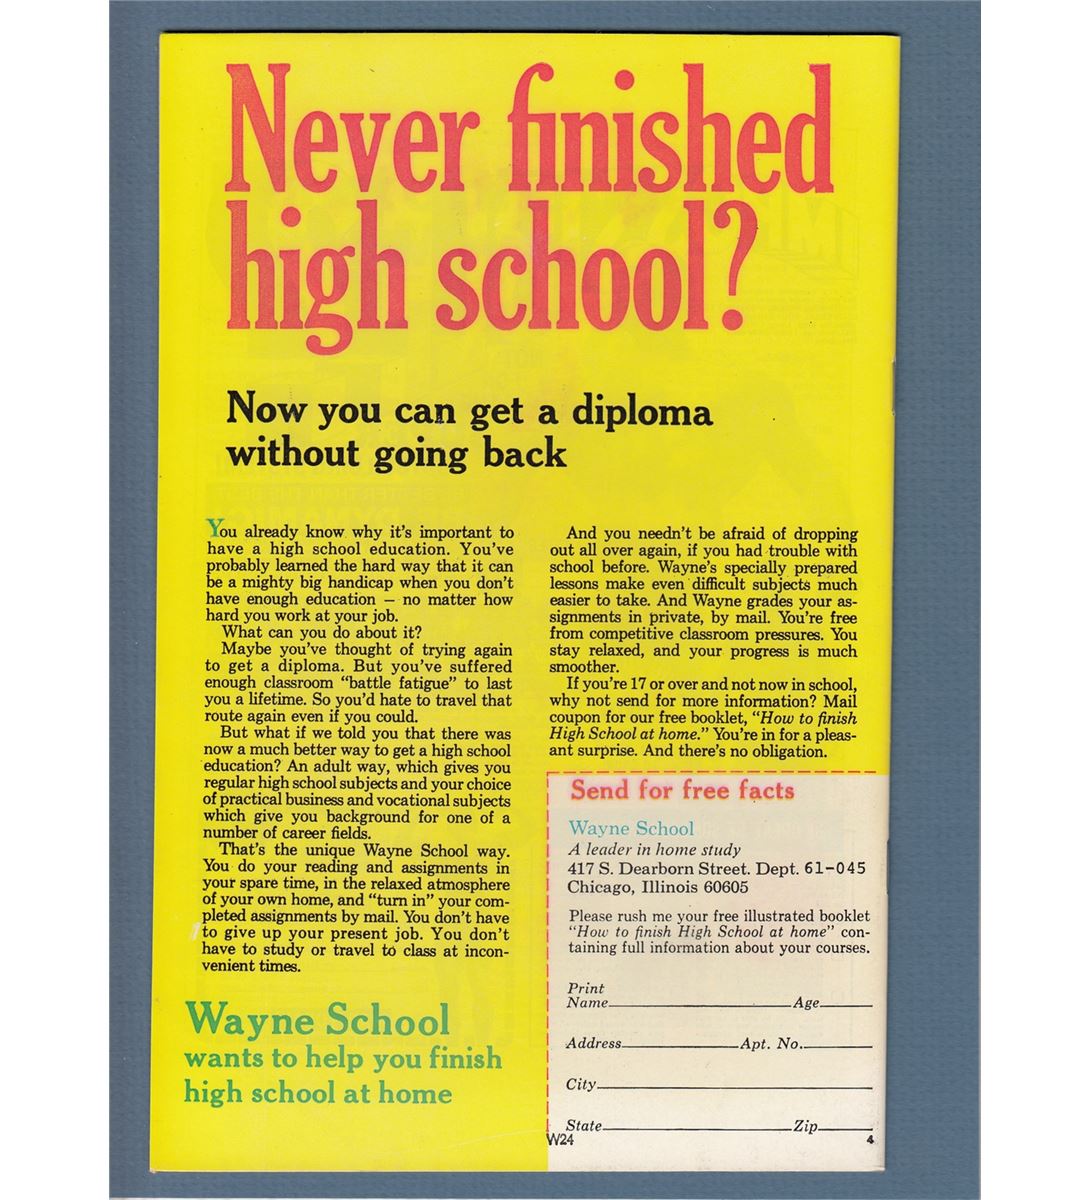 Never finished
high school?
Now you can get a diploma
without going back
You already know why it's important to
have a high school education. You've
probably learned the hard way that it can
be a mighty big handicap when you don't
have enough education – no matter how
hard you work at your job.
What can you do about it?
Maybe you've thought of trying again
to get a diploma. But you've suffered
enough classroom "battle fatigue" to last
you a lifetime. So you'd hate to travel that
route again even if you could.
But what if we told you that there was
now a much better way to get a high school
education? An adult way, which gives you
regular high school subjects and your choice
of practical business and vocational subjects
which give you background for one of a
number of career fields.
That's the unique Wayne School way.
You do your reading and assignments in
your spare time, in the relaxed atmosphere
of your own home, and "turn in" your com-
pleted assignments by mail. You don't have
to give up your present job. You don't
have to study or travel to class at incon-
venient times.
Wayne School
wants to help you finish
high school at home
And you needn't be afraid of dropping
out all over again, if you had trouble with
school before. Wayne's specially prepared
lessons make even difficult subjects much
easier to take. And Wayne grades your as-
signments in private, by mail. You're free
from competitive classroom pressures. You
stay relaxed, and your progress is much
smoother.
If you're 17 or over and not now in school,
why not send for more information? Mail
coupon for our free booklet, "How to finish
High School at home." You're in for a pleas-
ant surprise. And there's no obligation.
Send for free facts
Wayne School
A leader in home study
417 S. Dearborn Street. Dept. 61-045
Chicago, Illinois 60605
Please rush me your free illustrated booklet
"How to finish High School at home" con-
taining full information about your courses.
Print
Name Age
Address Apt. No.
City
State Zip
W24 4